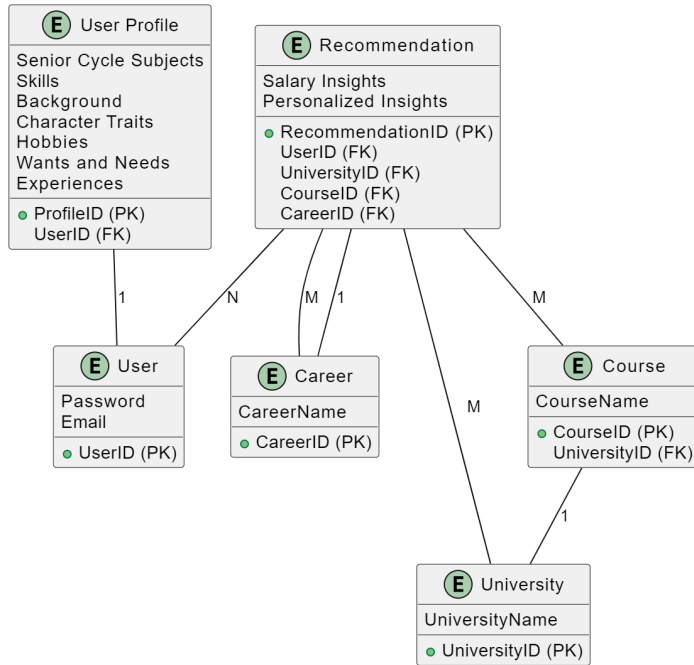 E User Profile
Senior Cycle Subjects
Skills
Background
Character Traits
Hobbies
Wants and Needs
Experiences
ProfileID (PK)
UserID (FK)
E Recommendation
Salary Insights
Personalized Insights
RecommendationID (PK)
UserID (FK)
UniversityID (FK)
CourseID (FK)
CareerID (FK)
1
N
M
1
M
M
E User
Password
Email
UserID (PK)
E Career
CareerName
CareerID (PK)
E Course
CourseName
CourseID (PK)
UniversityID (FK)
1
E University
UniversityName
UniversityID (PK)